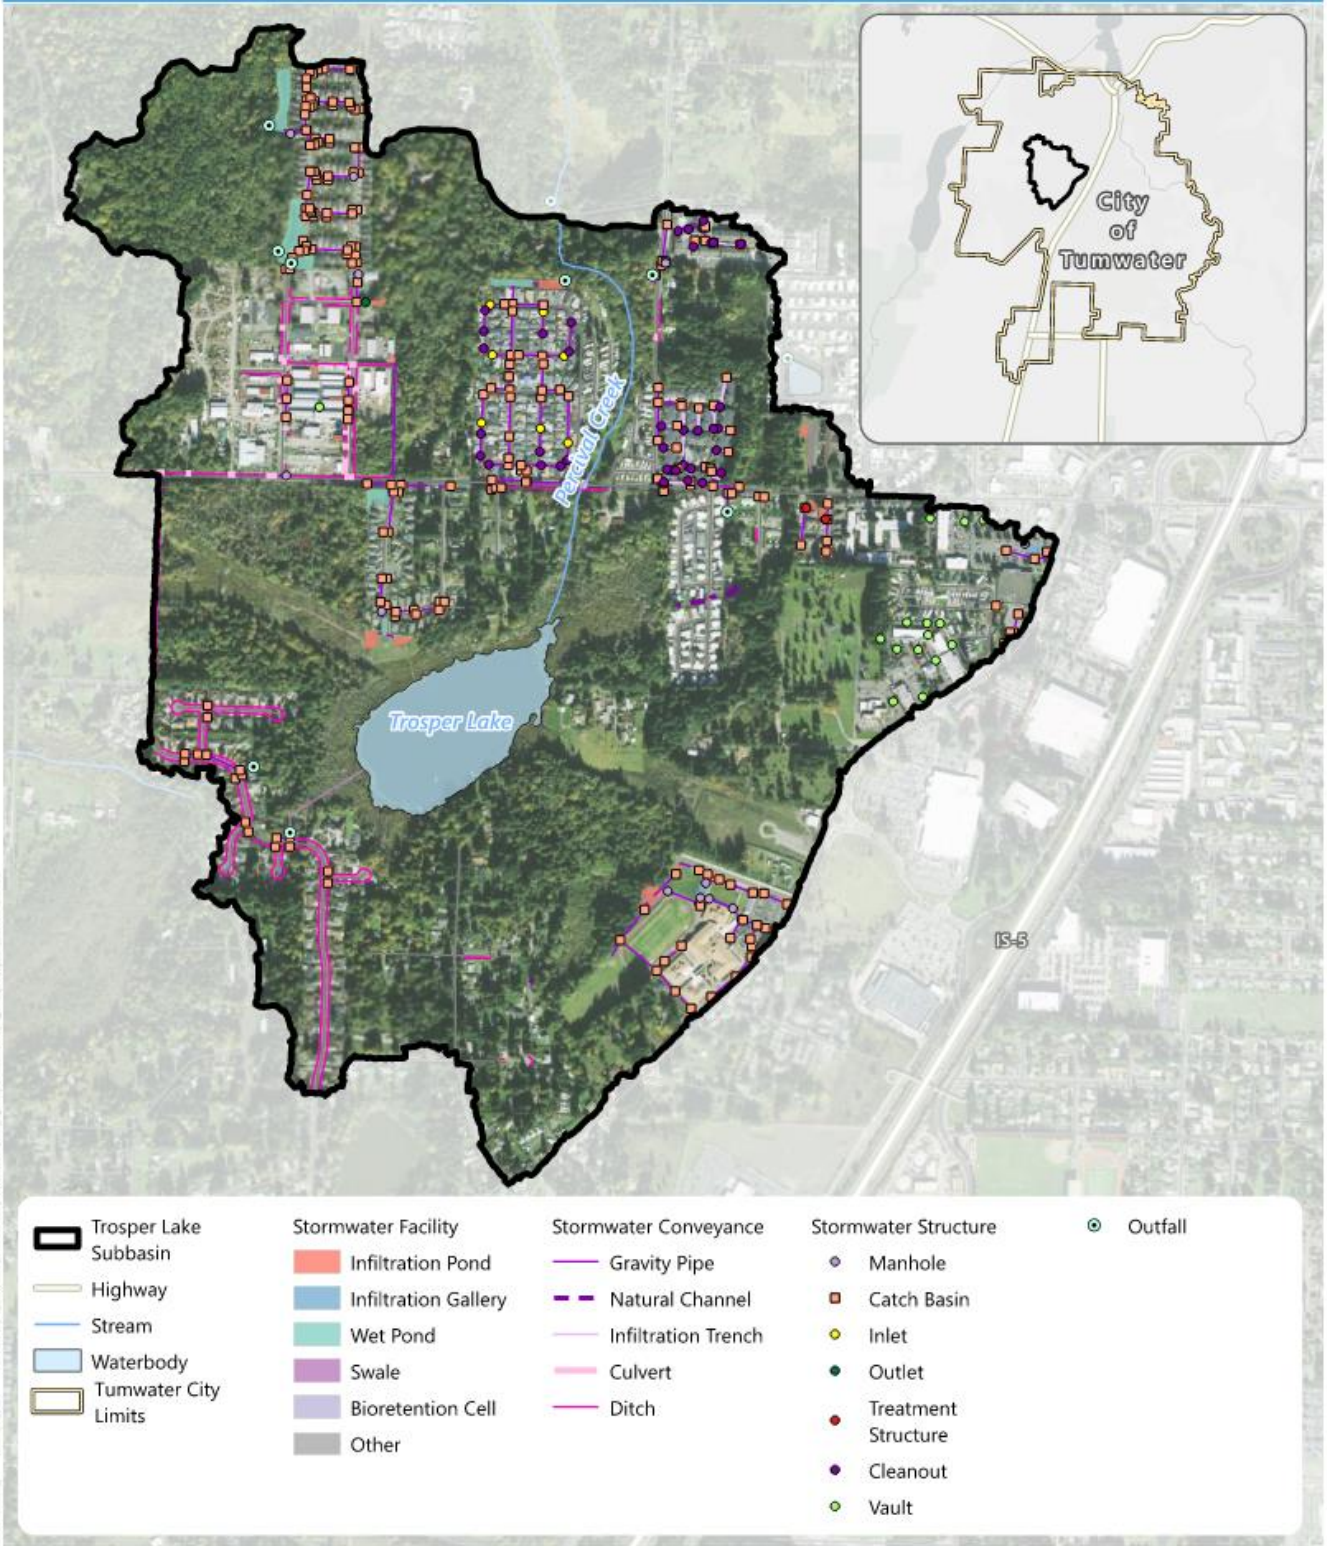 City
of
Tumwater
Percival Creek
Trosper Lake
IS-5
Trosper Lake
Subbasin
Highway
Stream
Waterbody
Tumwater City
Limits
Stormwater Facility
Infiltration Pond
Infiltration Gallery
Wet Pond
Swale
Bioretention Cell
Other
Stormwater Conveyance
Gravity Pipe
Natural Channel
Infiltration Trench
Culvert
Ditch
Stormwater Structure
Manhole
Catch Basin
Inlet
Outlet
Treatment
Structure
Cleanout
Vault
Outfall